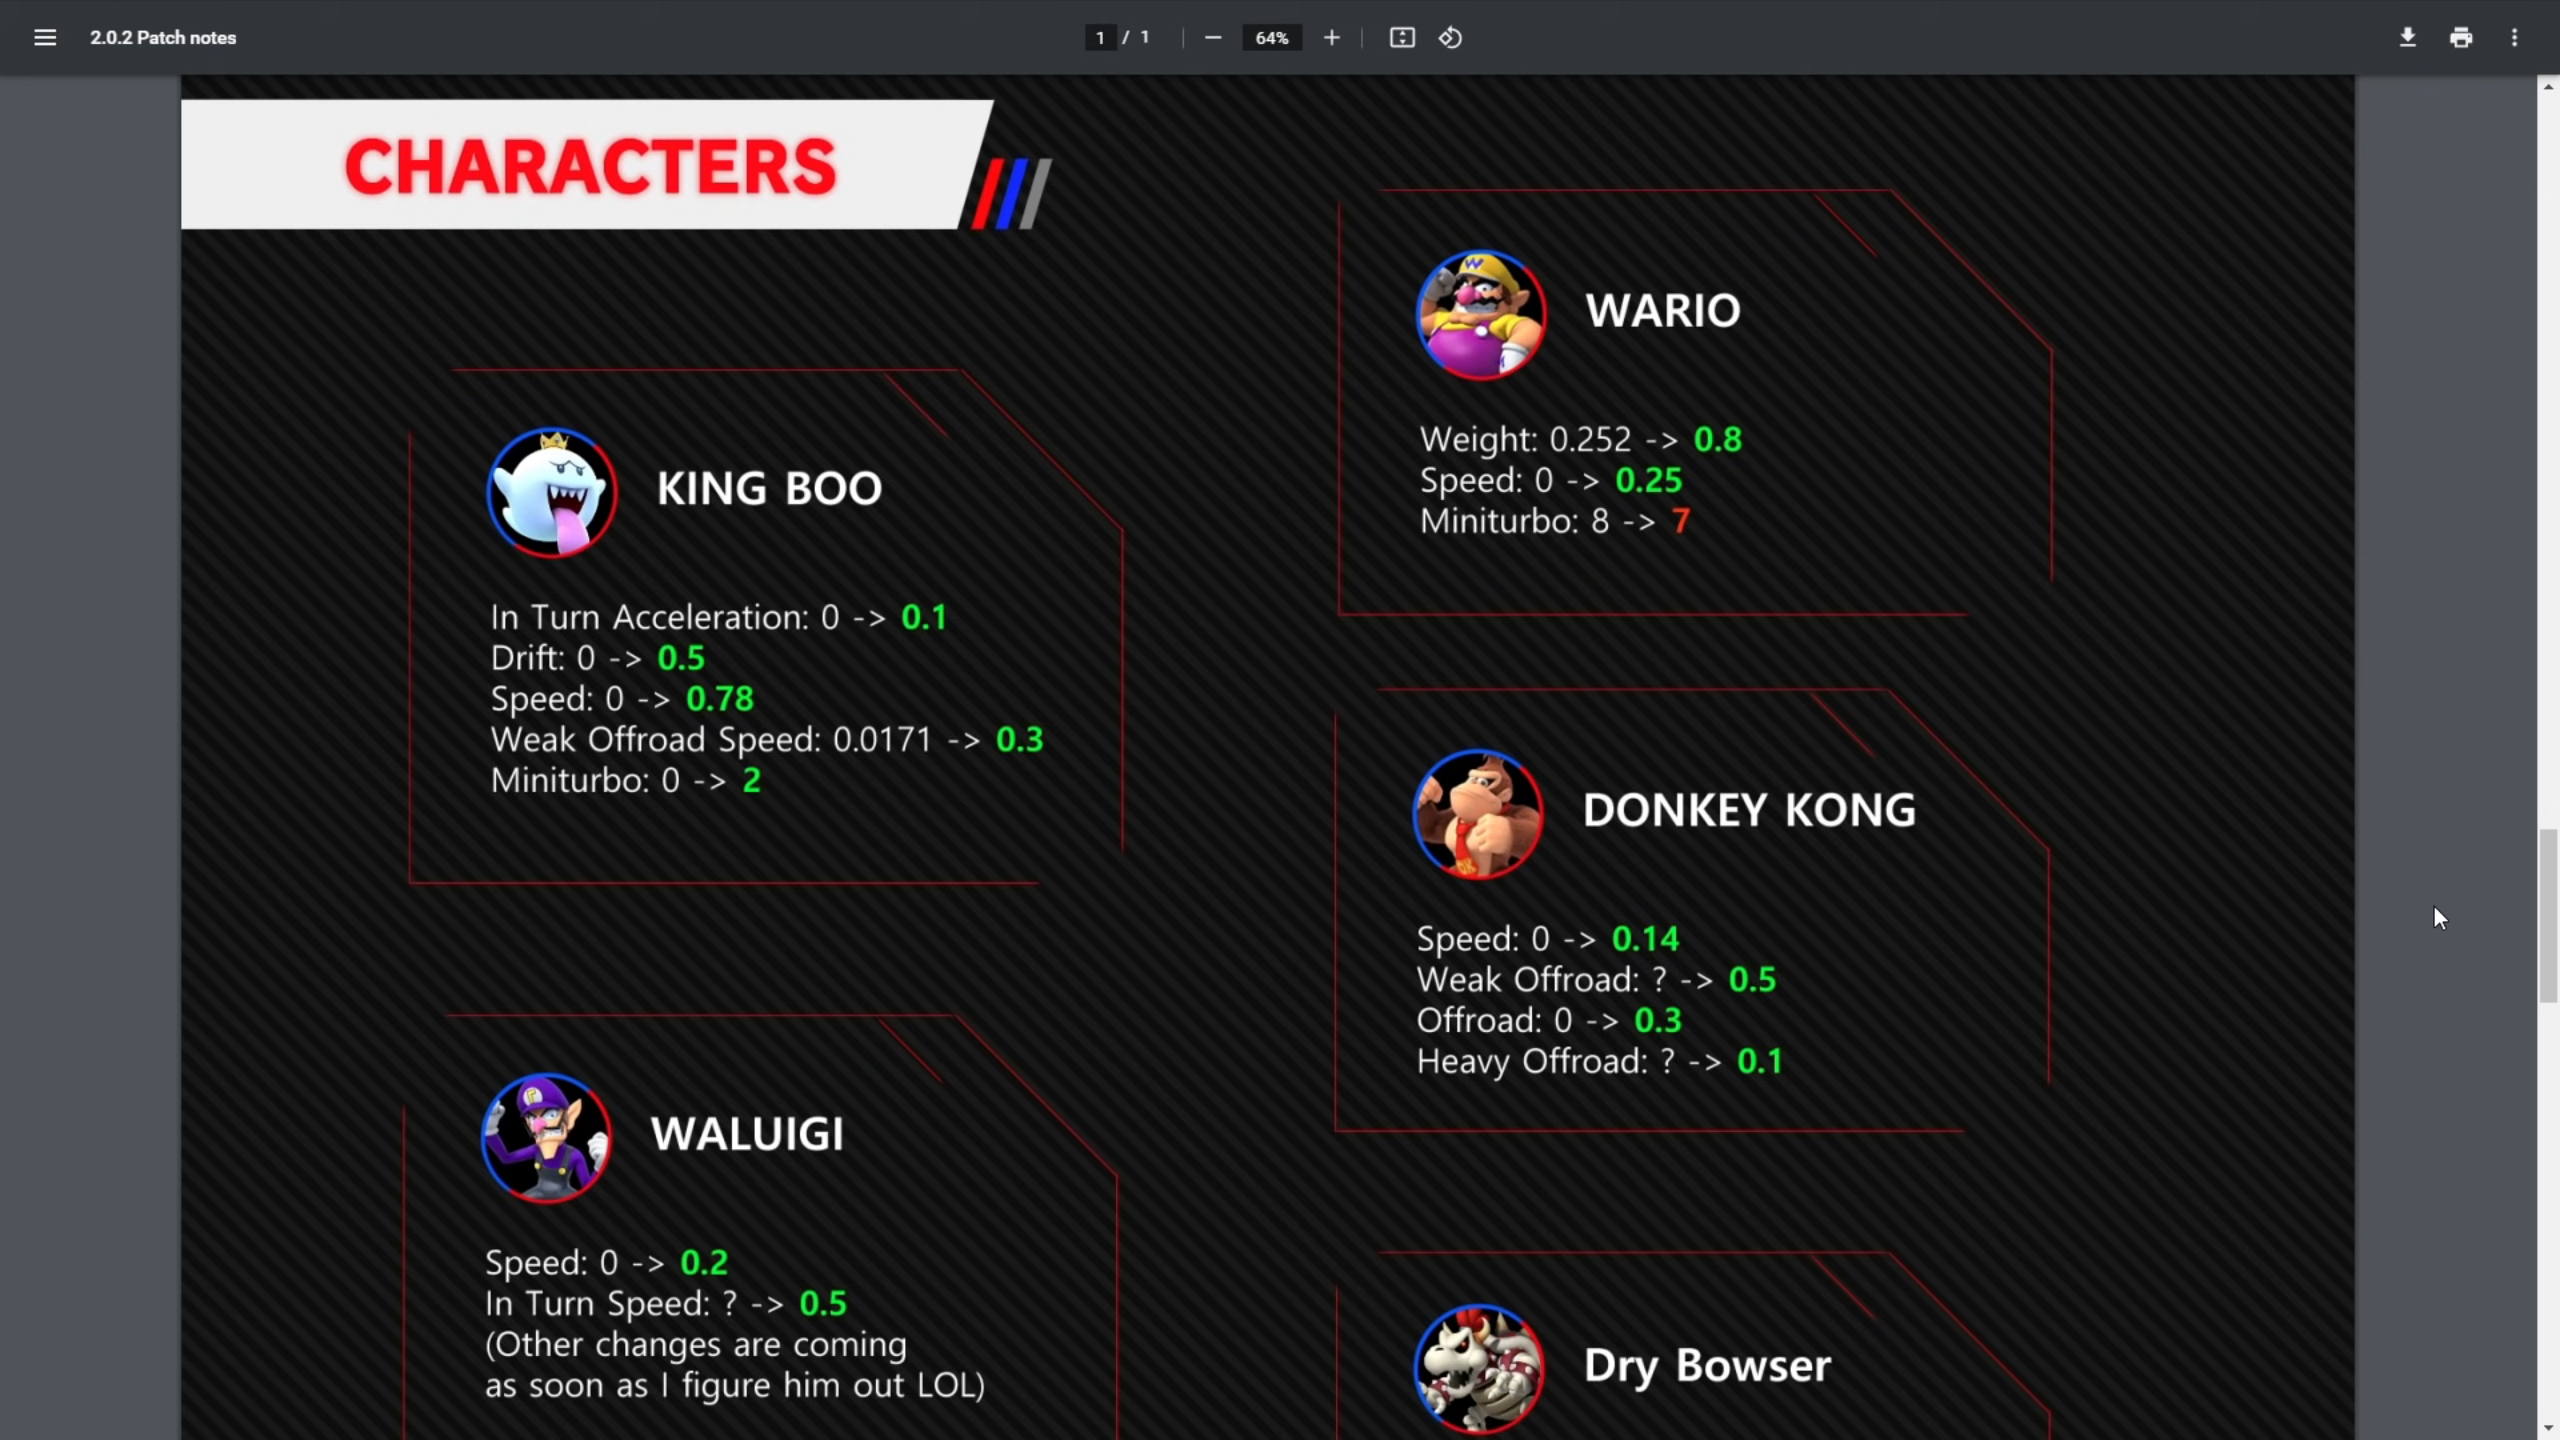 2.0.2 Patch notes
1 / 1
64%
CHARACTERS
KING BOO
In Turn Acceleration: 0 -> 0.1
Drift: 0 -> 0.5
Speed: 0 -> 0.78
Weak Offroad Speed: 0.0171 -> 0.3
Miniturbo: 0 -> 2
WALUIGI
Speed: 0 -> 0.2
In Turn Speed: ? -> 0.5
(Other changes are coming
as soon as I figure him out LOL)
WARIO
Weight: 0.252 -> 0.8
Speed: 0 -> 0.25
Miniturbo: 8 -> 7
DONKEY KONG
Speed: 0 -> 0.14
Weak Offroad: ? -> 0.5
Offroad: 0 -> 0.3
Heavy Offroad: ? -> 0.1
Dry Bowser